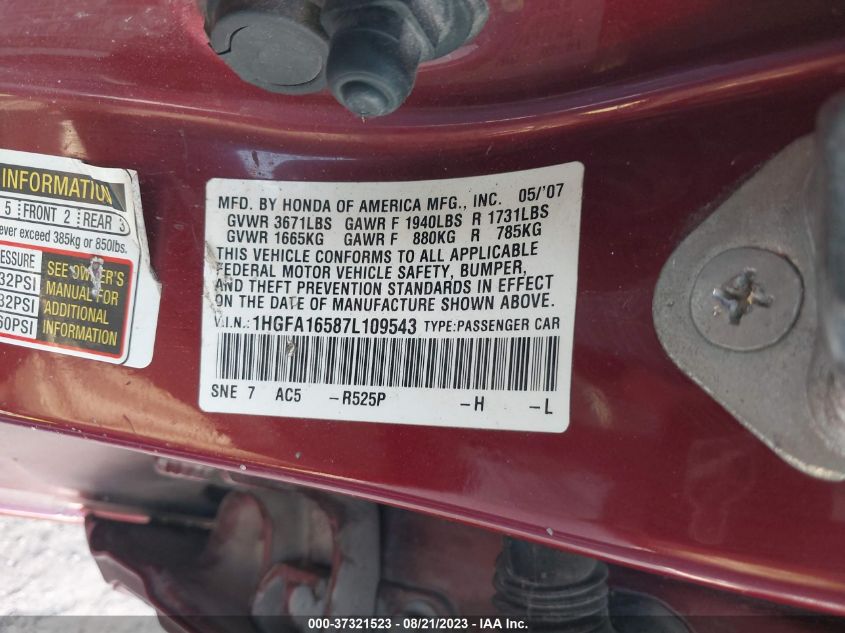 INFORMATION
5 FRONT 2 REAR 3
never exceed 385kg or 850lbs.
PRESSURE
32PSI
32PSI
60PSI
SEE OWNER'S
MANUAL FOR
ADDITIONAL
INFORMATION
MFD. BY HONDA OF AMERICA MFG., INC. 05/'07
GVWR 3671LBS GAWR F 1940LBS R 1731LBS
GVWR 1665KG GAWR F 880KG R 785KG
THIS VEHICLE CONFORMS TO ALL APPLICABLE
FEDERAL MOTOR VEHICLE SAFETY, BUMPER,
AND THEFT PREVENTION STANDARDS IN EFFECT
ON THE DATE OF MANUFACTURE SHOWN ABOVE.
V.I.N.: 1HGFA16587L109543 TYPE:PASSENGER CAR
SNE 7 AC5 –R525P –H –L
000-37321523 - 08/21/2023 - IAAI.com.